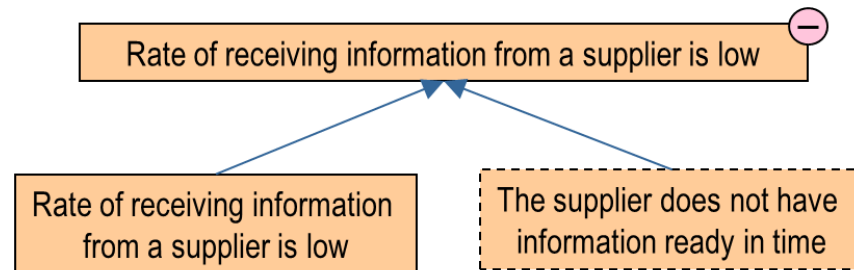 Rate of receiving information from a supplier is low
−
Rate of receiving information
from a supplier is low
The supplier does not have
information ready in time